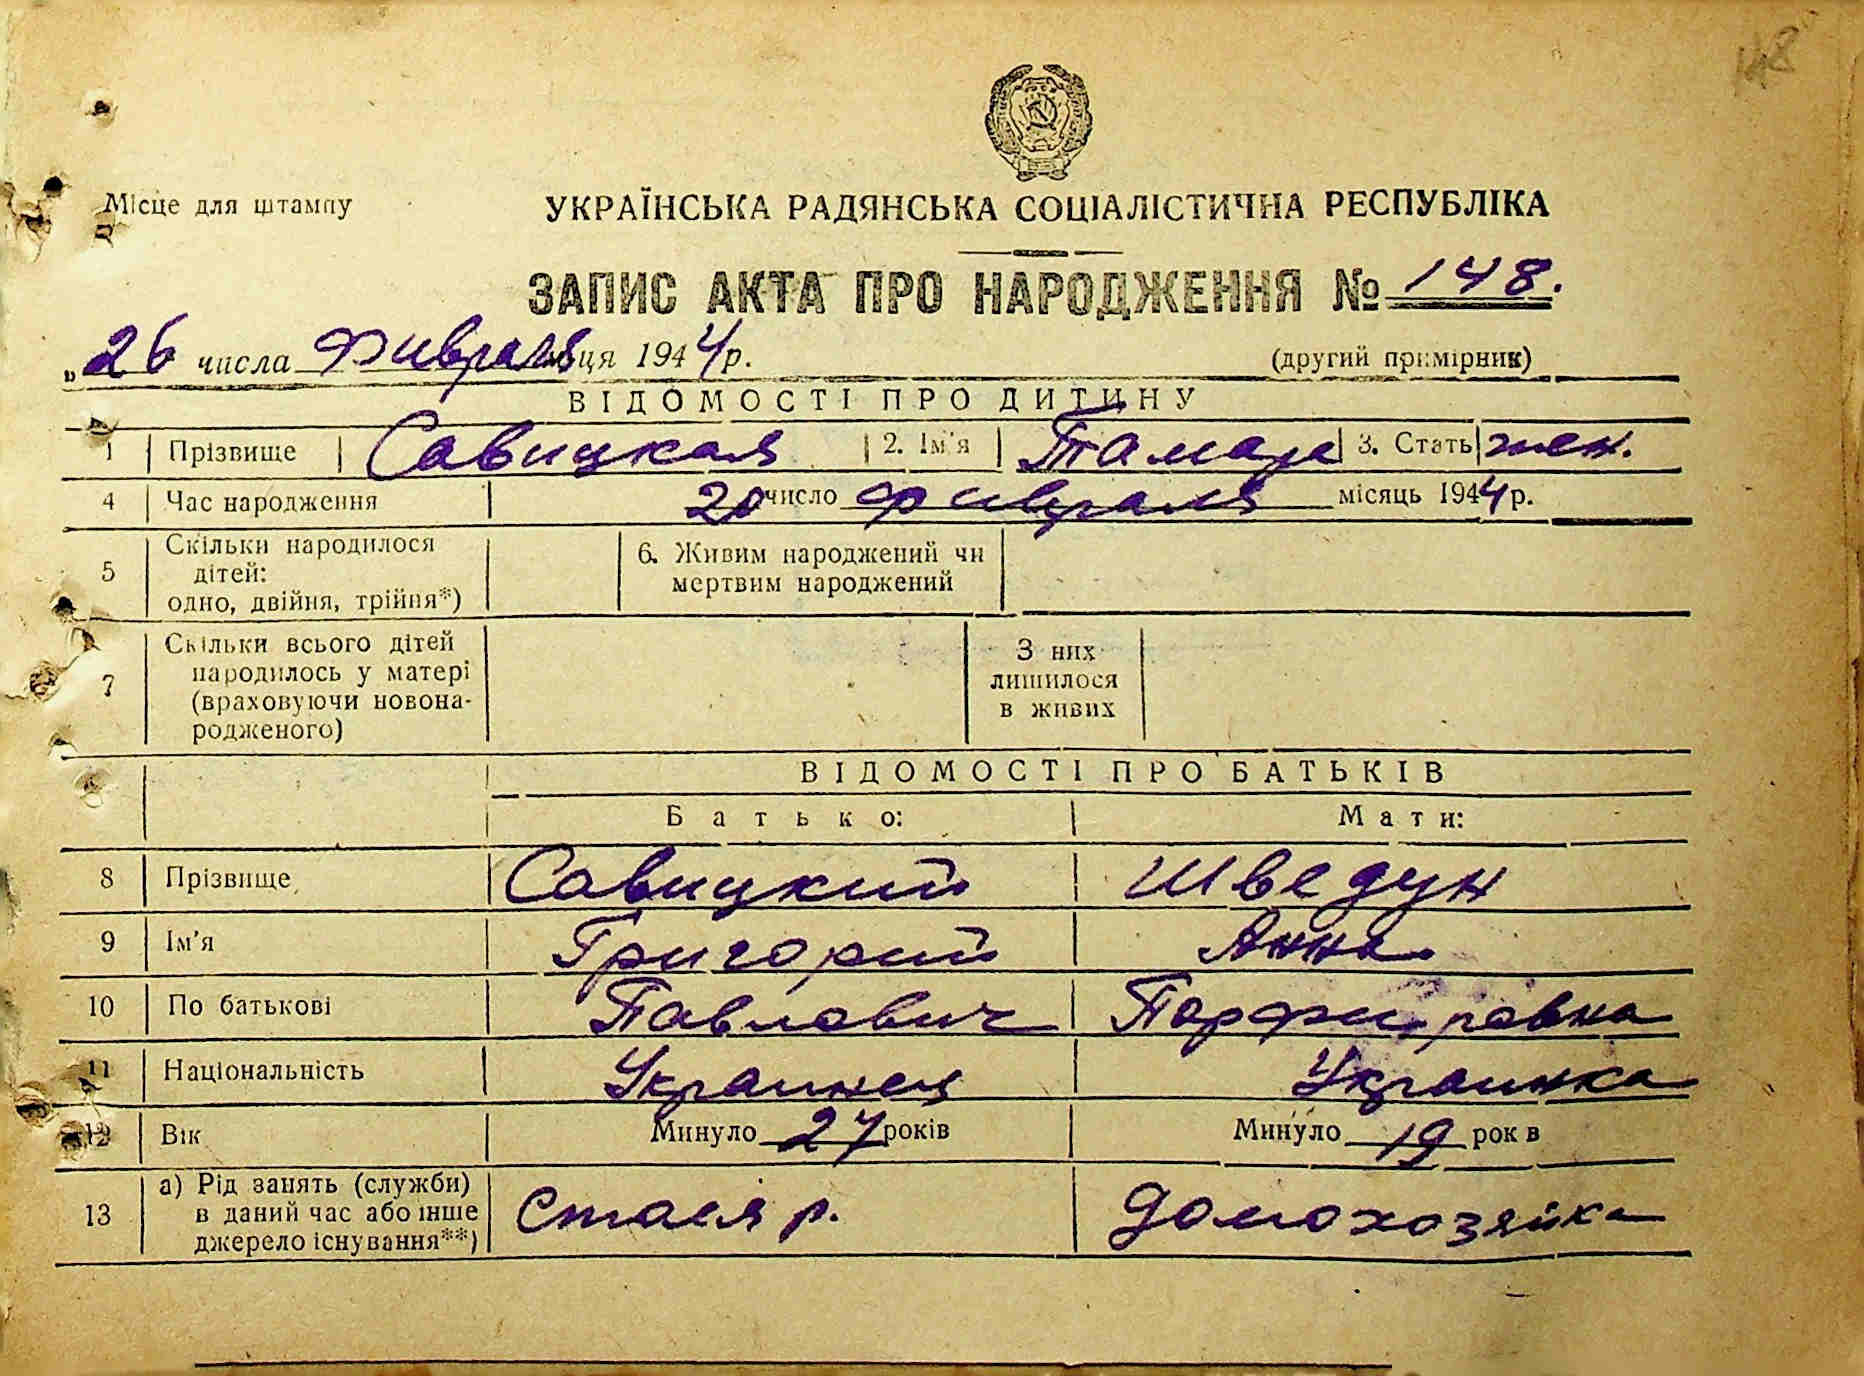 148
Місце для штампу
УКРАЇНСЬКА РАДЯНСЬКА СОЦІАЛІСТИЧНА РЕСПУБЛІКА
ЗАПИС АКТА ПРО НАРОДЖЕННЯ № 148.
„26 числа Февраля місяця 1944 р. (другий примірник)
ВІДОМОСТІ ПРО ДИТИНУ
1 Прізвище Савицкая 2. Ім'я Тамара 3. Стать жен.
4 Час народження 20 число Февраля місяць 1944 р.
5 Скільки народилося дітей: одно, двійня, трійня*) 6. Живим народжений чи мертвим народжений
7 Скільки всього дітей народилось у матері (враховуючи новонародженого) З них лишилося в живих
ВІДОМОСТІ ПРО БАТЬКІВ
Батько: Мати:
8 Прізвище Савицкий Шведун
9 Ім'я Григорий Анна
10 По батькові Павлович Порфировна
11 Національність Украинец Украинка
12 Вік Минуло 27 років Минуло 19 років
13 а) Рід занять (служби) в даний час або інше джерело існування**) р. домохозяйка